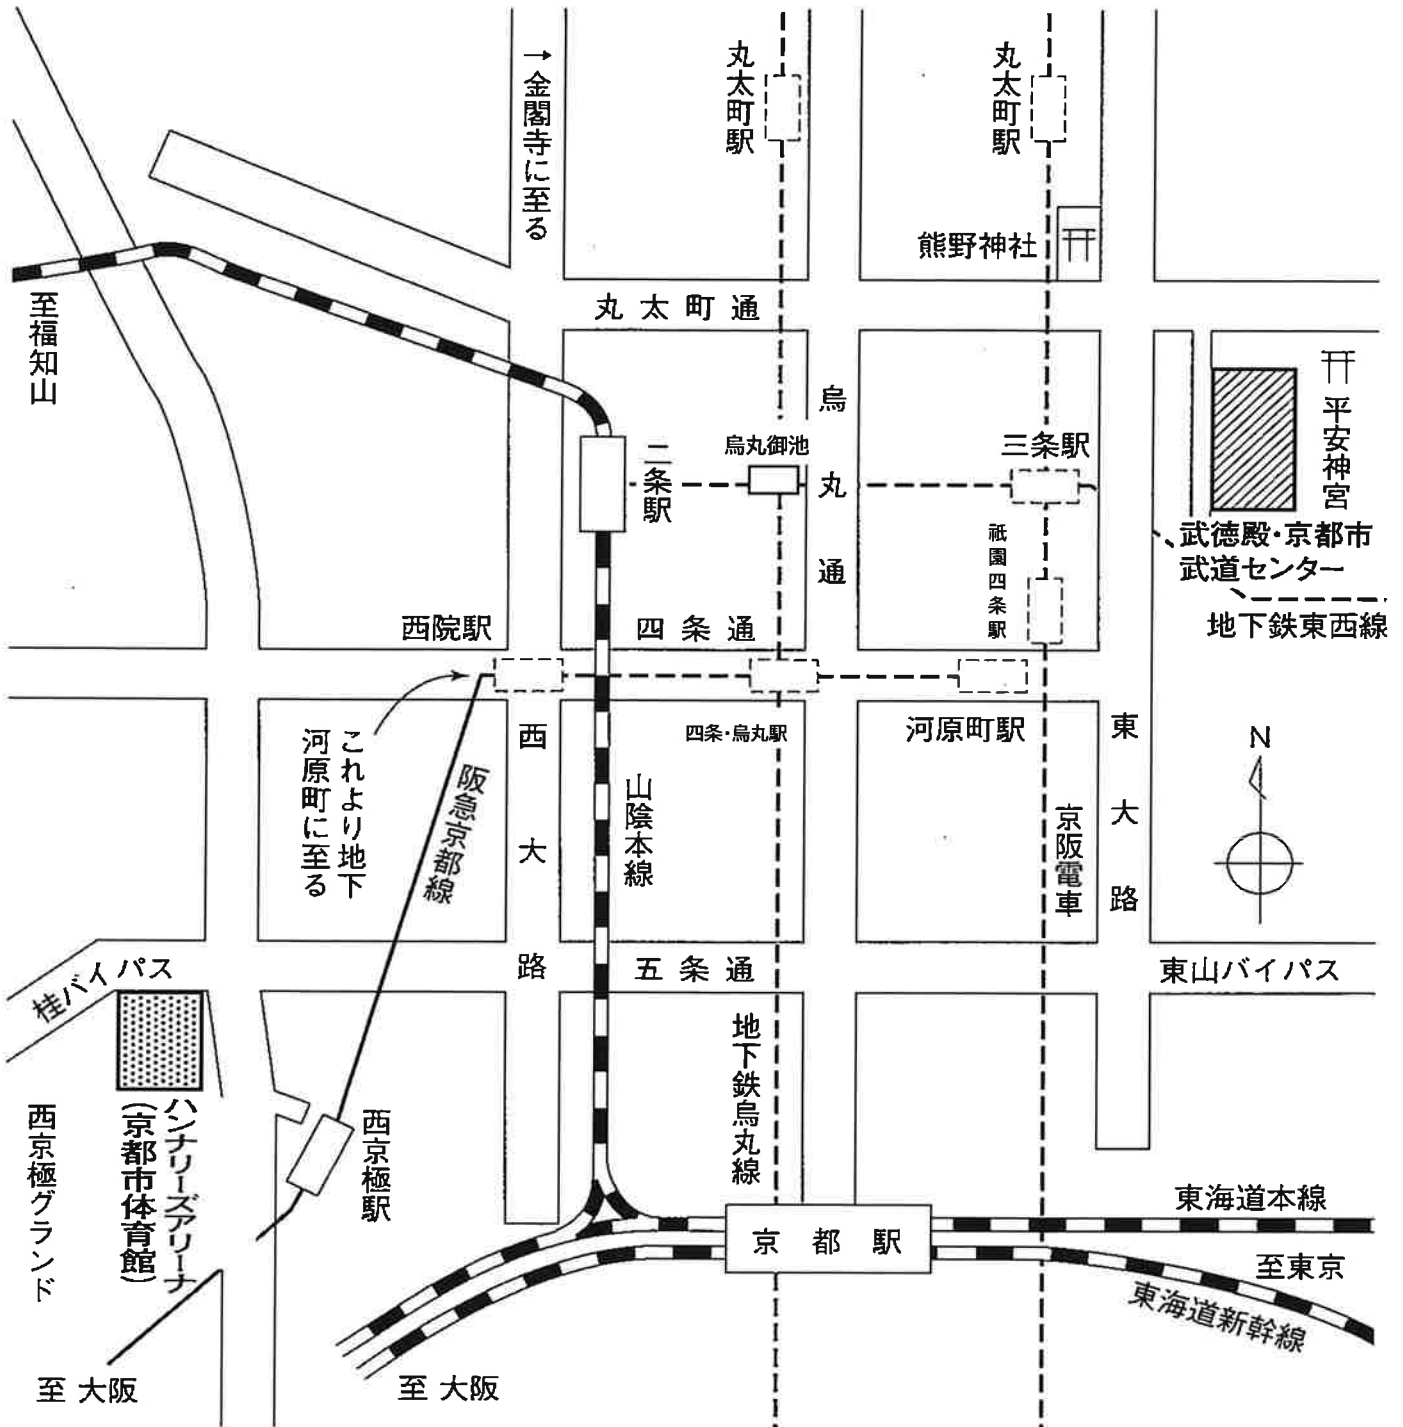 →金閣寺に至る
丸太町駅
丸太町駅
熊野神社
至福知山
丸太町通
烏丸通
平安神宮
二条駅
烏丸御池
三条駅
武徳殿・京都市
武道センター
祇園四条駅
地下鉄東西線
西院駅
四条通
四条・烏丸駅
河原町駅
これより地下
河原町に至る
阪急京都線
西大路
山陰本線
東大路
京阪電車
N
桂バイパス
五条通
東山バイパス
地下鉄烏丸線
西京極グランド
ハンナリーズアリーナ
(京都市体育館)
西京極駅
京都駅
東海道本線
至東京
東海道新幹線
至 大阪
至 大阪